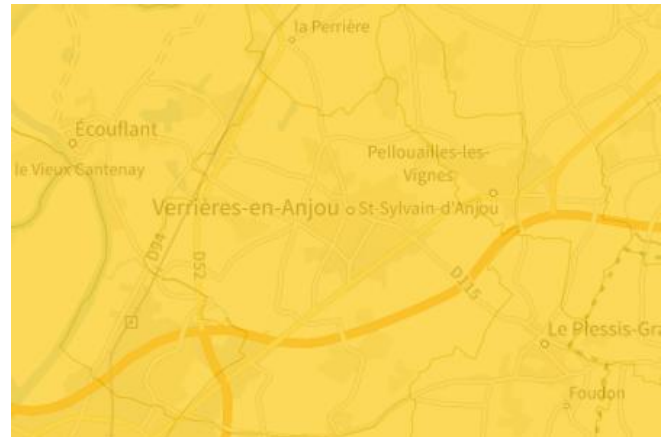 la Perrière
Écouflant
le Vieux Cantenay
Pellouailles-les-
Vignes
Verrières-en-Anjou
St-Sylvain-d'Anjou
D94
D52
D115
Le Plessis-Gra
Foudon